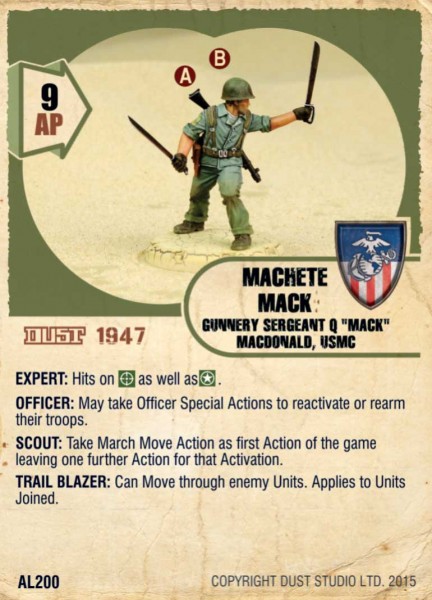 B
A
9
AP
MACHETE
MACK
GUNNERY SERGEANT Q "MACK"
MACDONALD, USMC
DUST 1947
EXPERT: Hits on as well as .
OFFICER: May take Officer Special Actions to reactivate or rearm
their troops.
SCOUT: Take March Move Action as first Action of the game
leaving one further Action for that Activation.
TRAIL BLAZER: Can Move through enemy Units. Applies to Units
Joined.
AL200
COPYRIGHT DUST STUDIO LTD. 2015